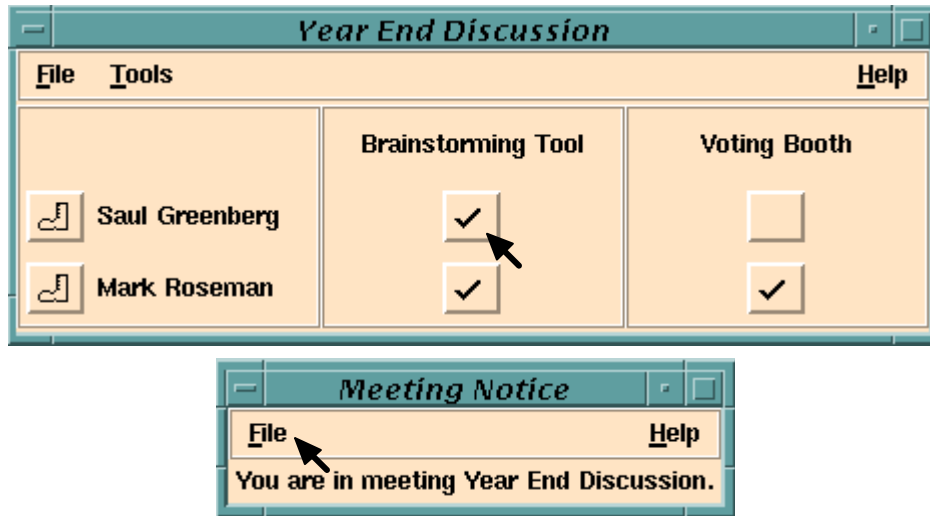 Year End Discussion
File Tools Help
Brainstorming Tool Voting Booth
Saul Greenberg
Mark Roseman
Meeting Notice
File Help
You are in meeting Year End Discussion.